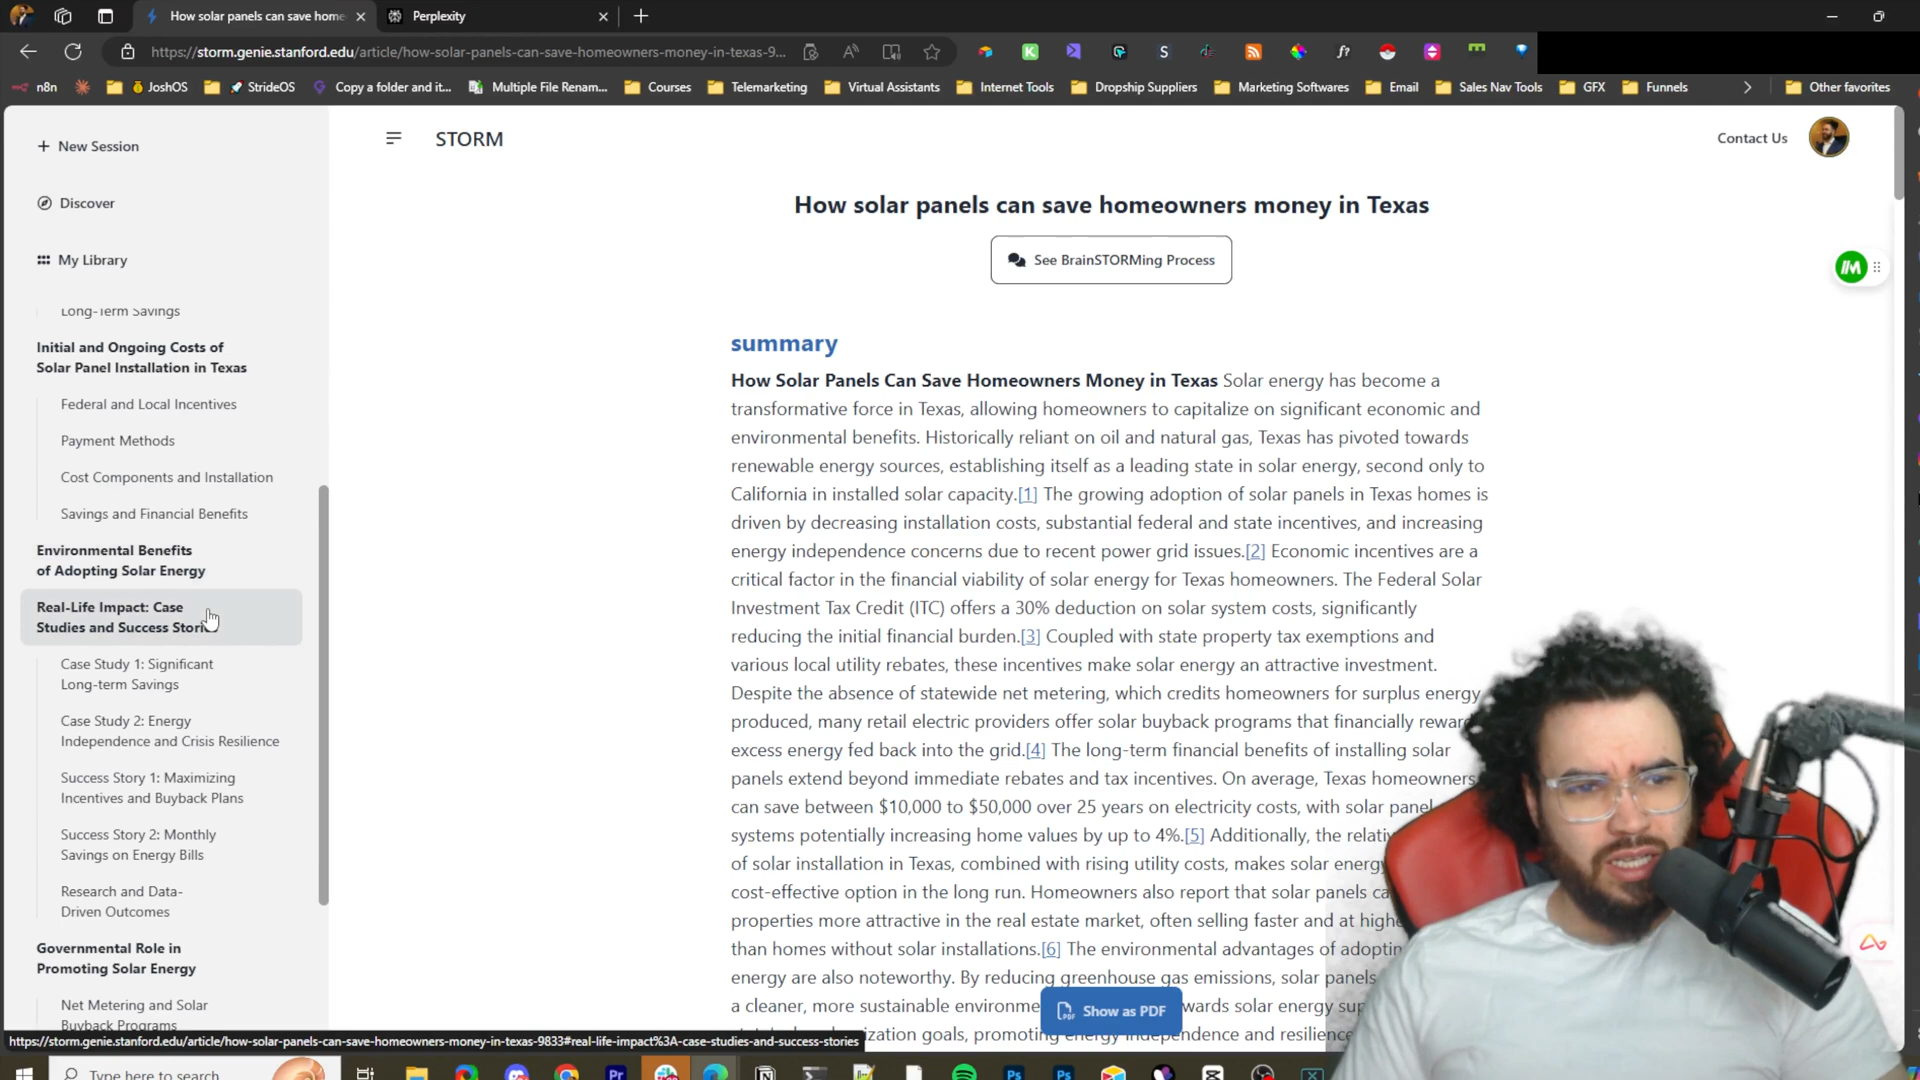 How solar panels can save home
Perplexity
https://storm.genie.stanford.edu/article/how-solar-panels-can-save-homeowners-money-in-texas-9...
n8n
JoshOS
StrideOS
Copy a folder and it...
Multiple File Renam...
Courses
Telemarketing
Virtual Assistants
Internet Tools
Dropship Suppliers
Marketing Softwares
Email
Sales Nav Tools
GFX
Funnels
Other favorites
New Session
Discover
My Library
Long-Term Savings
Initial and Ongoing Costs of
Solar Panel Installation in Texas
Federal and Local Incentives
Payment Methods
Cost Components and Installation
Savings and Financial Benefits
Environmental Benefits
of Adopting Solar Energy
Real-Life Impact: Case
Studies and Success Stories
Case Study 1: Significant
Long-term Savings
Case Study 2: Energy
Independence and Crisis Resilience
Success Story 1: Maximizing
Incentives and Buyback Plans
Success Story 2: Monthly
Savings on Energy Bills
Research and Data-
Driven Outcomes
Governmental Role in
Promoting Solar Energy
Net Metering and Solar
Buyback Programs
STORM
Contact Us
How solar panels can save homeowners money in Texas
See BrainSTORMing Process
summary
How Solar Panels Can Save Homeowners Money in Texas Solar energy has become a
transformative force in Texas, allowing homeowners to capitalize on significant economic and
environmental benefits. Historically reliant on oil and natural gas, Texas has pivoted towards
renewable energy sources, establishing itself as a leading state in solar energy, second only to
California in installed solar capacity.[1] The growing adoption of solar panels in Texas homes is
driven by decreasing installation costs, substantial federal and state incentives, and increasing
energy independence concerns due to recent power grid issues.[2] Economic incentives are a
critical factor in the financial viability of solar energy for Texas homeowners. The Federal Solar
Investment Tax Credit (ITC) offers a 30% deduction on solar system costs, significantly
reducing the initial financial burden.[3] Coupled with state property tax exemptions and
various local utility rebates, these incentives make solar energy an attractive investment.
Despite the absence of statewide net metering, which credits homeowners for surplus energy
produced, many retail electric providers offer solar buyback programs that financially reward
excess energy fed back into the grid.[4] The long-term financial benefits of installing solar
panels extend beyond immediate rebates and tax incentives. On average, Texas homeowners
can save between $10,000 to $50,000 over 25 years on electricity costs, with solar panel
systems potentially increasing home values by up to 4%.[5] Additionally, the relativ
of solar installation in Texas, combined with rising utility costs, makes solar energy
cost-effective option in the long run. Homeowners also report that solar panels ca
properties more attractive in the real estate market, often selling faster and at highe
than homes without solar installations.[6] The environmental advantages of adoptin
energy are also noteworthy. By reducing greenhouse gas emissions, solar panels
a cleaner, more sustainable environme wards solar energy sup
ization goals, promoting energy independence and resilience
Show as PDF
https://storm.genie.stanford.edu/article/how-solar-panels-can-save-homeowners-money-in-texas-9833#real-life-impact%3A-case-studies-and-success-stories
Type here to search